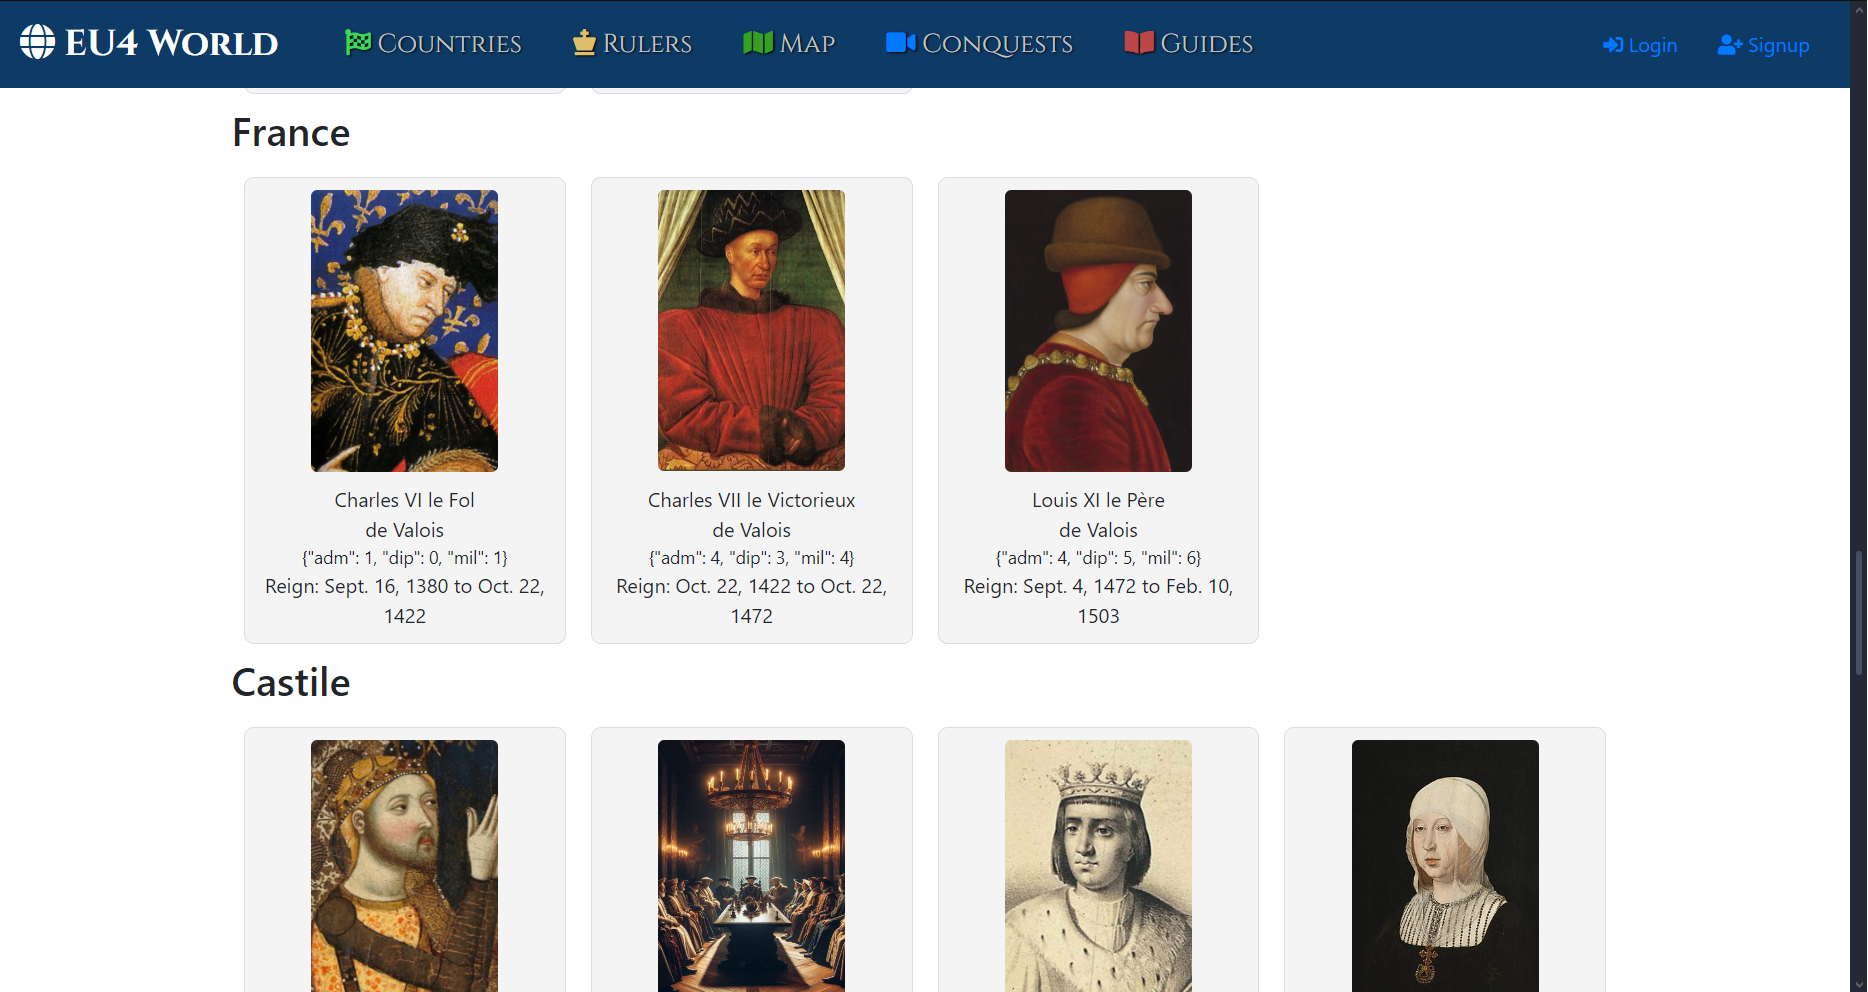 EU4 World
Countries
Rulers
Map
Conquests
Guides
Login
Signup
France
Charles VI le Fol
de Valois
{"adm": 1, "dip": 0, "mil": 1}
Reign: Sept. 16, 1380 to Oct. 22,
1422
Charles VII le Victorieux
de Valois
{"adm": 4, "dip": 3, "mil": 4}
Reign: Oct. 22, 1422 to Oct. 22,
1472
Louis XI le Père
de Valois
{"adm": 4, "dip": 5, "mil": 6}
Reign: Sept. 4, 1472 to Feb. 10,
1503
Castile